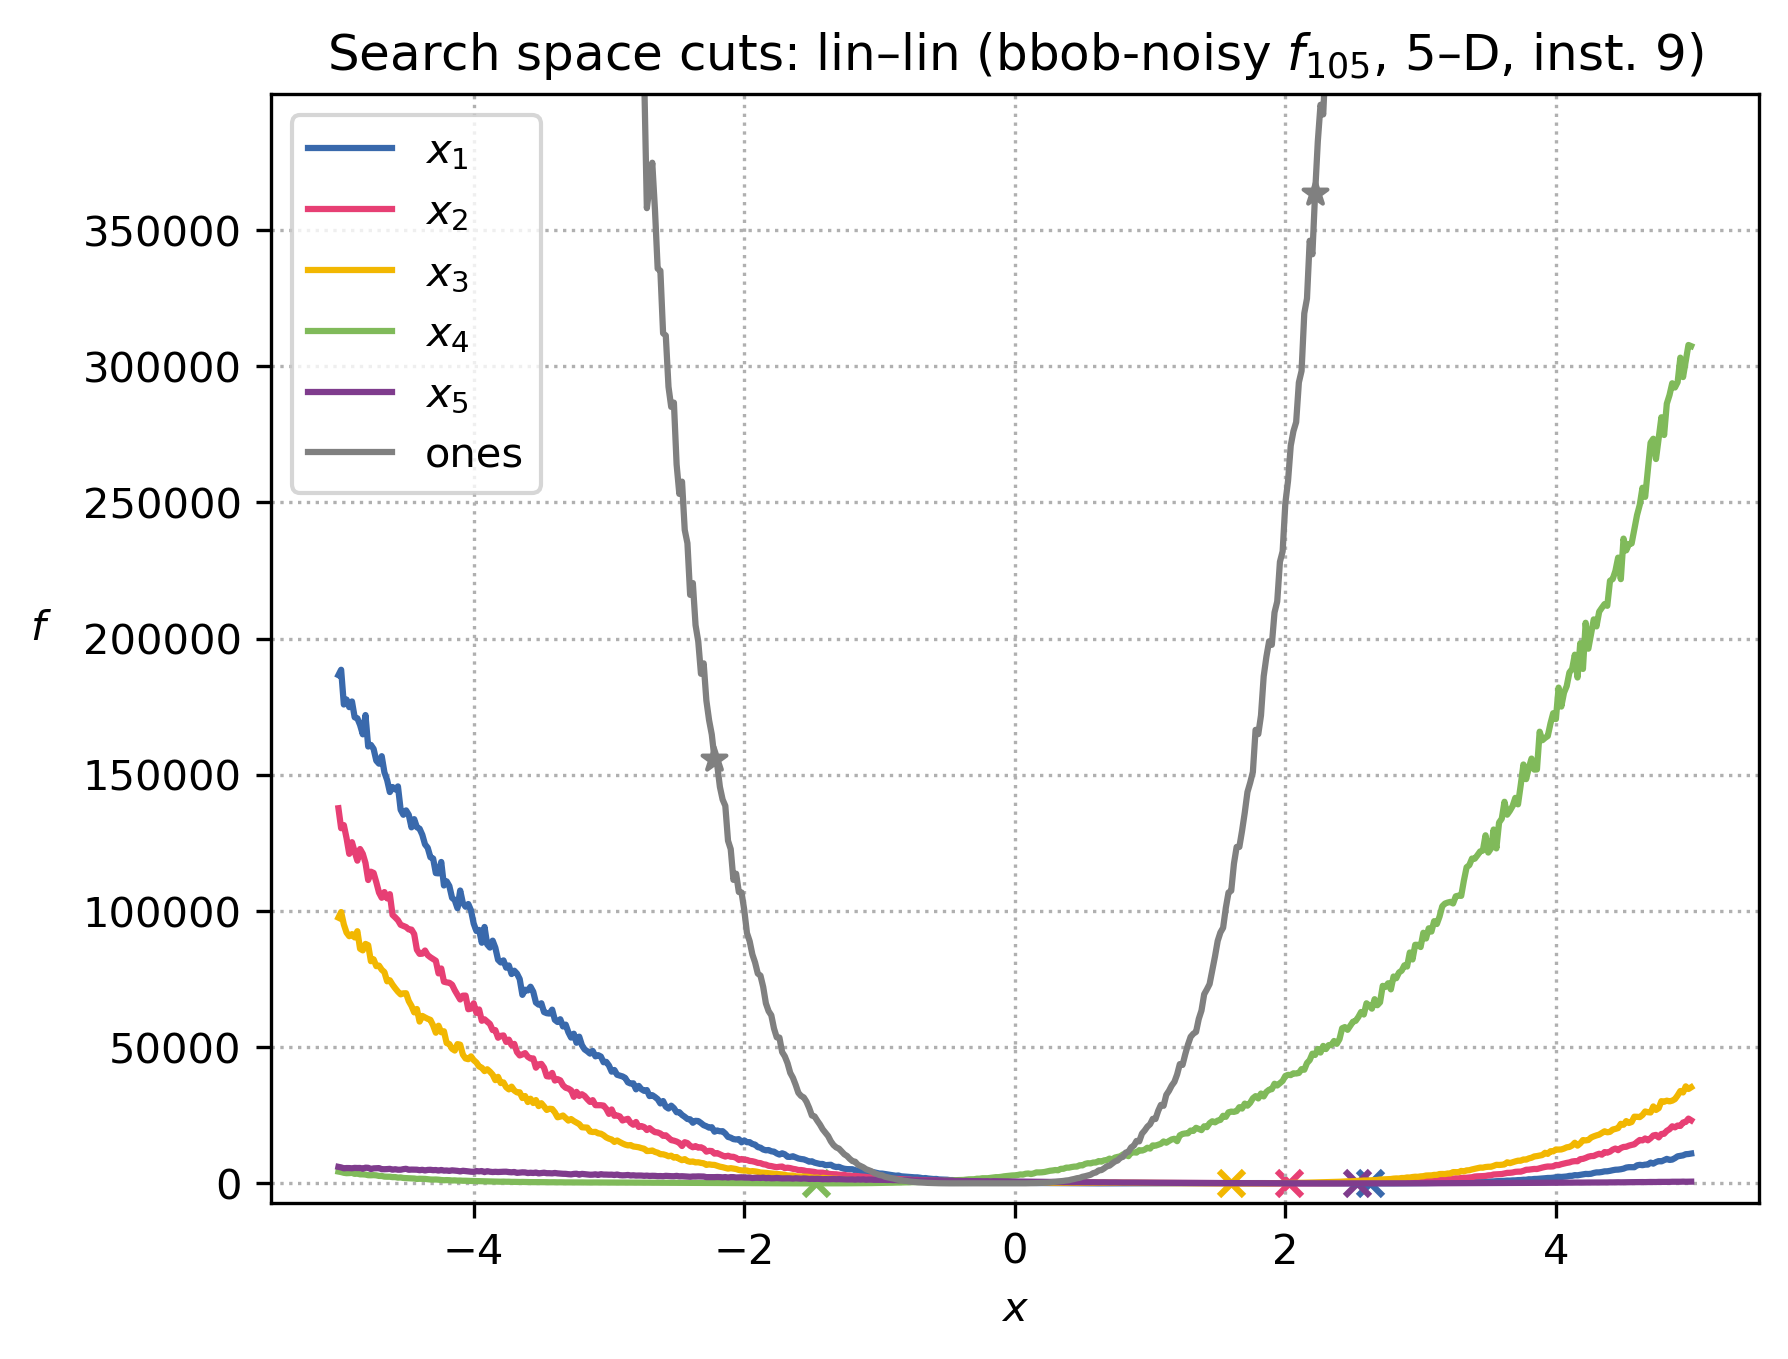 Search space cuts: lin–lin (bbob-noisy f105, 5–D, inst. 9)
x1
x2
x3
x4
x5
ones
350000
300000
250000
200000
150000
100000
50000
0
f
−4 −2 0 2 4
x